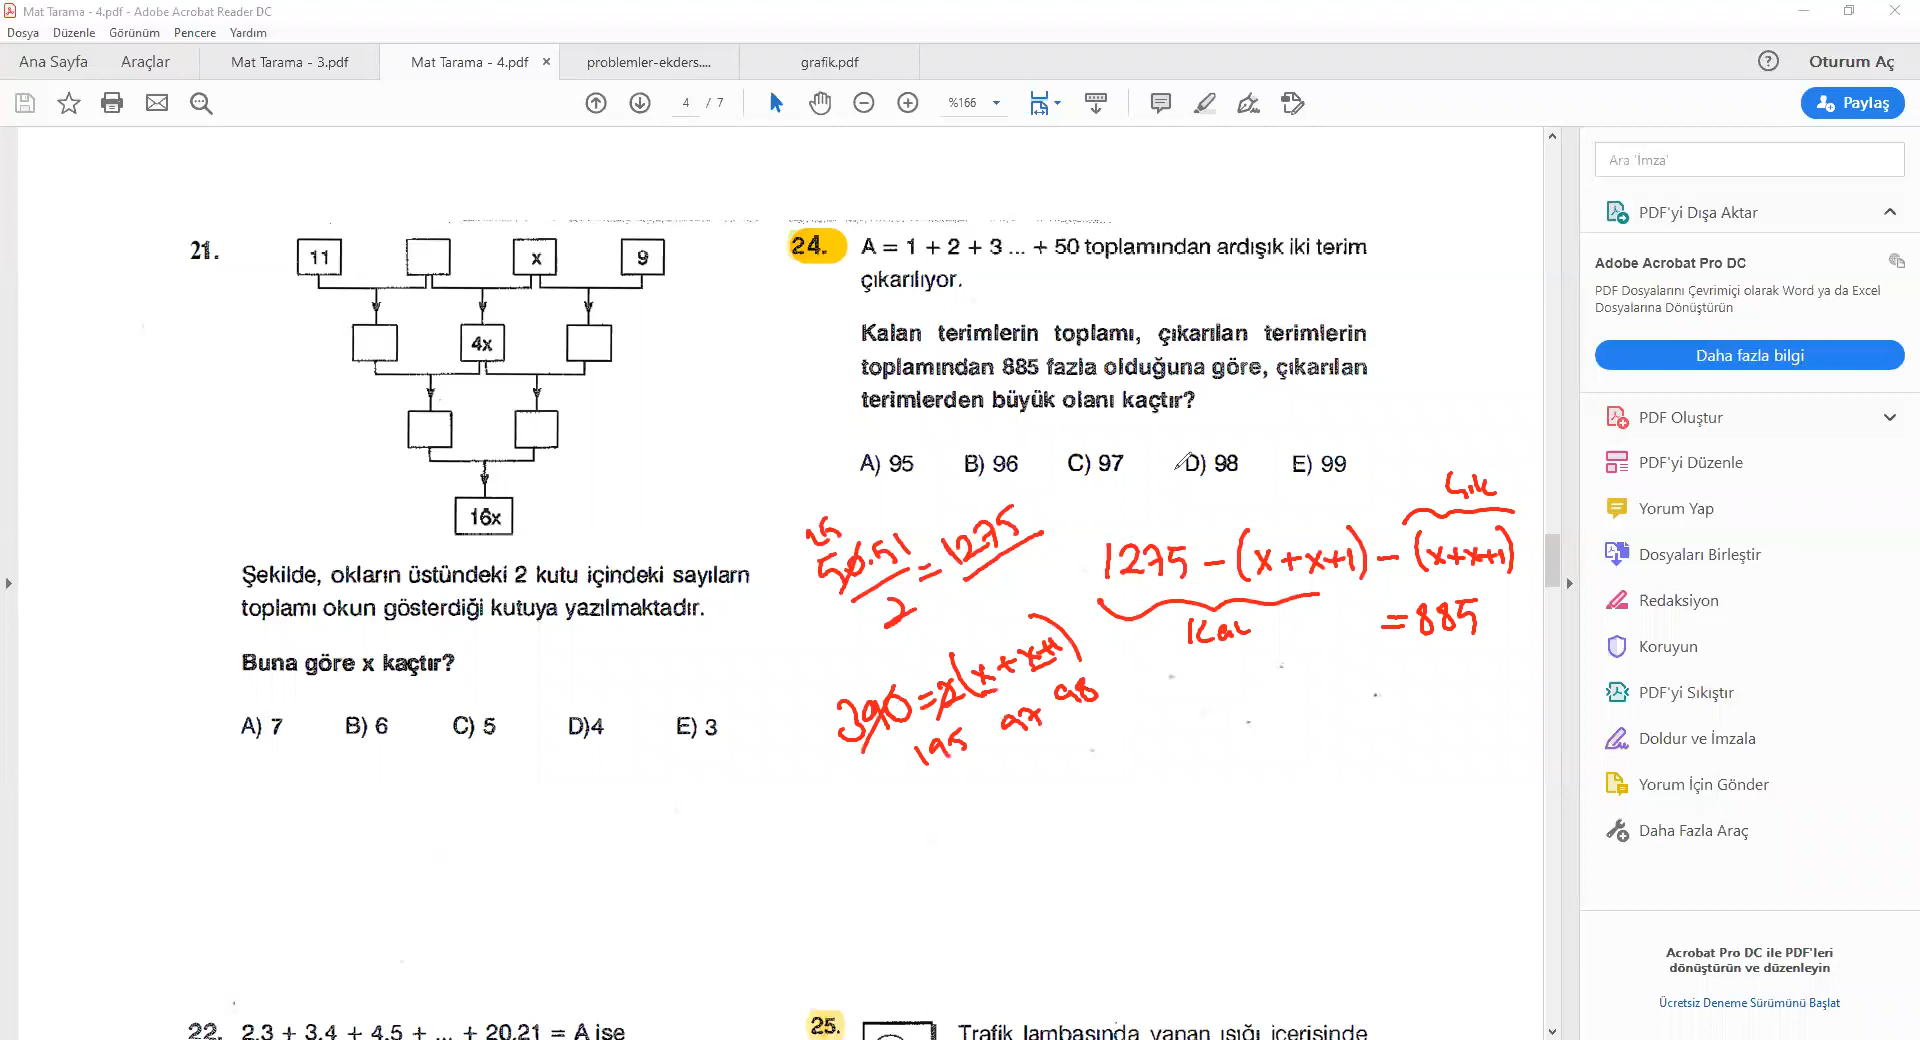 Mat Tarama - 4.pdf - Adobe Acrobat Reader DC
Dosya Düzenle Görünüm Pencere Yardım
Ana Sayfa Araçlar Mat Tarama - 3.pdf Mat Tarama - 4.pdf × problemler-ekders.... grafik.pdf ? Oturum Aç
4 / 7 %166 Paylaş
21.
11 x 9
4x
16x
Şekilde, okların üstündeki 2 kutu içindeki sayıların
toplamı okun gösterdiği kutuya yazılmaktadır.
Buna göre x kaçtır?
A) 7 B) 6 C) 5 D)4 E) 3
22. 2.3 + 3.4 + 4.5 + ... + 20.21 = A ise
24. A = 1 + 2 + 3 ... + 50 toplamından ardışık iki terim
çıkarılıyor.
Kalan terimlerin toplamı, çıkarılan terimlerin
toplamından 885 fazla olduğuna göre, çıkarılan
terimlerden büyük olanı kaçtır?
A) 95 B) 96 C) 97 D) 98 E) 99
25
50.51 = 1275
2
Çık
1275 - (x+x+1) - (x+x+1)
Kal
= 885
390 = 2(x+x+1)
195 97 98
25. Trafik lambasında yanan ışığı içerisinde
Ara 'İmza'
PDF'yi Dışa Aktar
Adobe Acrobat Pro DC
PDF Dosyalarını Çevrimiçi olarak Word ya da Excel
Dosyalarına Dönüştürün
Daha fazla bilgi
PDF Oluştur
PDF'yi Düzenle
Yorum Yap
Dosyaları Birleştir
Redaksiyon
Koruyun
PDF'yi Sıkıştır
Doldur ve İmzala
Yorum İçin Gönder
Daha Fazla Araç
Acrobat Pro DC ile PDF'leri
dönüştürün ve düzenleyin
Ücretsiz Deneme Sürümünü Başlat